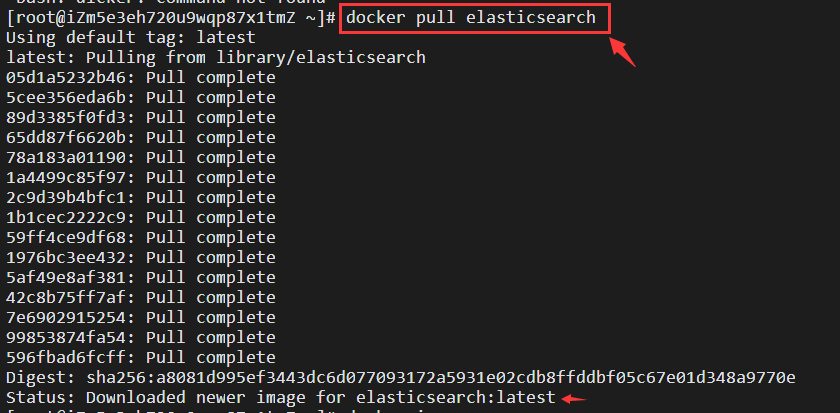 [root@iZm5e3eh720u9wqp87x1tmZ ~]# docker pull elasticsearch
Using default tag: latest
latest: Pulling from library/elasticsearch
05d1a5232b46: Pull complete
5cee356eda6b: Pull complete
89d3385f0fd3: Pull complete
65dd87f6620b: Pull complete
78a183a01190: Pull complete
1a4499c85f97: Pull complete
2c9d39b4bfc1: Pull complete
1b1cec2222c9: Pull complete
59ff4ce9df68: Pull complete
1976bc3ee432: Pull complete
5af49e8af381: Pull complete
42c8b75ff7af: Pull complete
7e6902915254: Pull complete
99853874fa54: Pull complete
596fbad6fcff: Pull complete
Digest: sha256:a8081d995ef3443dc6d077093172a5931e02cdb8ffddbf05c67e01d348a9770e
Status: Downloaded newer image for elasticsearch:latest